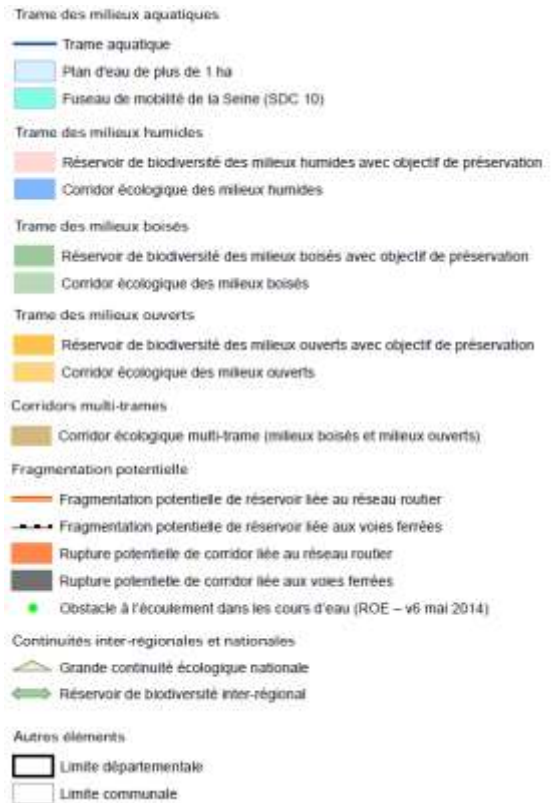 Trame des milieux aquatiques
Trame aquatique
Plan d'eau de plus de 1 ha
Fuseau de mobilité de la Seine (SDC 10)
Trame des milieux humides
Réservoir de biodiversité des milieux humides avec objectif de préservation
Corridor écologique des milieux humides
Trame des milieux boisés
Réservoir de biodiversité des milieux boisés avec objectif de préservation
Corridor écologique des milieux boisés
Trame des milieux ouverts
Réservoir de biodiversité des milieux ouverts avec objectif de préservation
Corridor écologique des milieux ouverts
Corridors multi-trames
Corridor écologique multi-trame (milieux boisés et milieux ouverts)
Fragmentation potentielle
Fragmentation potentielle de réservoir liée au réseau routier
Fragmentation potentielle de réservoir liée aux voies ferrées
Rupture potentielle de corridor liée au réseau routier
Rupture potentielle de corridor liée aux voies ferrées
Obstacle à l'écoulement dans les cours d'eau (ROE – v6 mai 2014)
Continuités inter-régionales et nationales
Grande continuité écologique nationale
Réservoir de biodiversité inter-régional
Autres éléments
Limite départementale
Limite communale